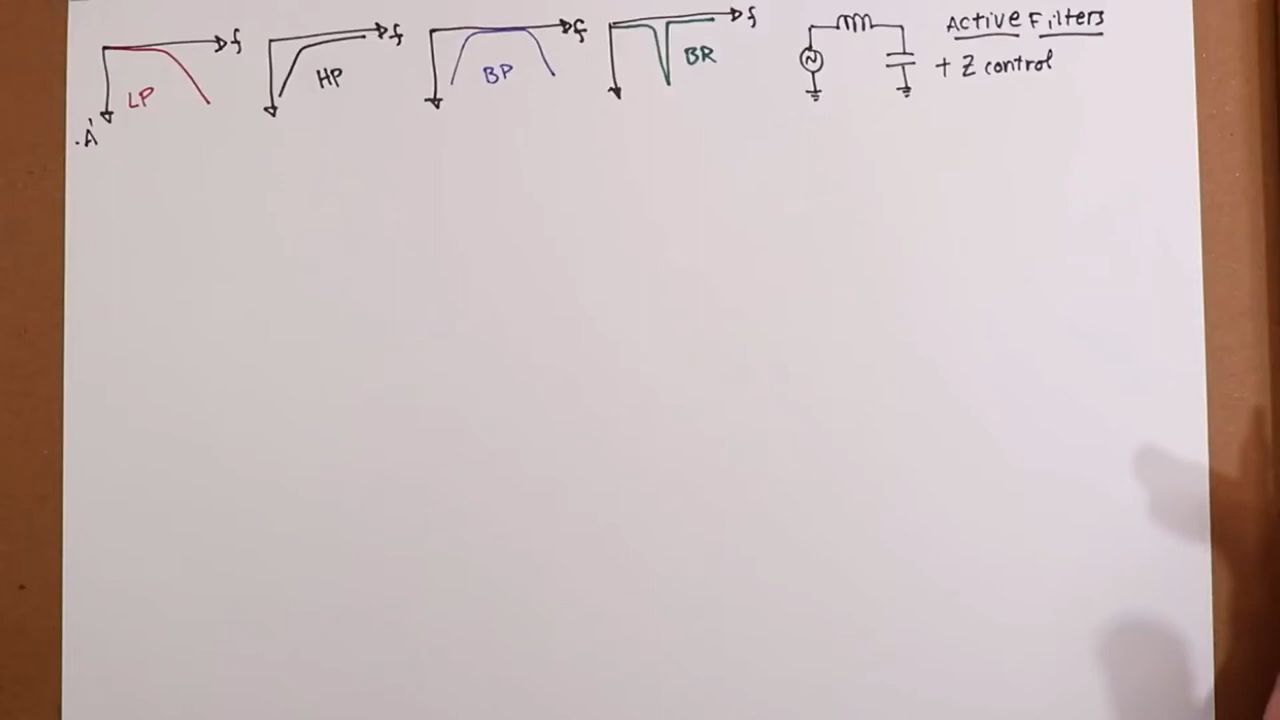 f
LP
-A
f
HP
f
BP
f
BR
Active Filters
+ Z control